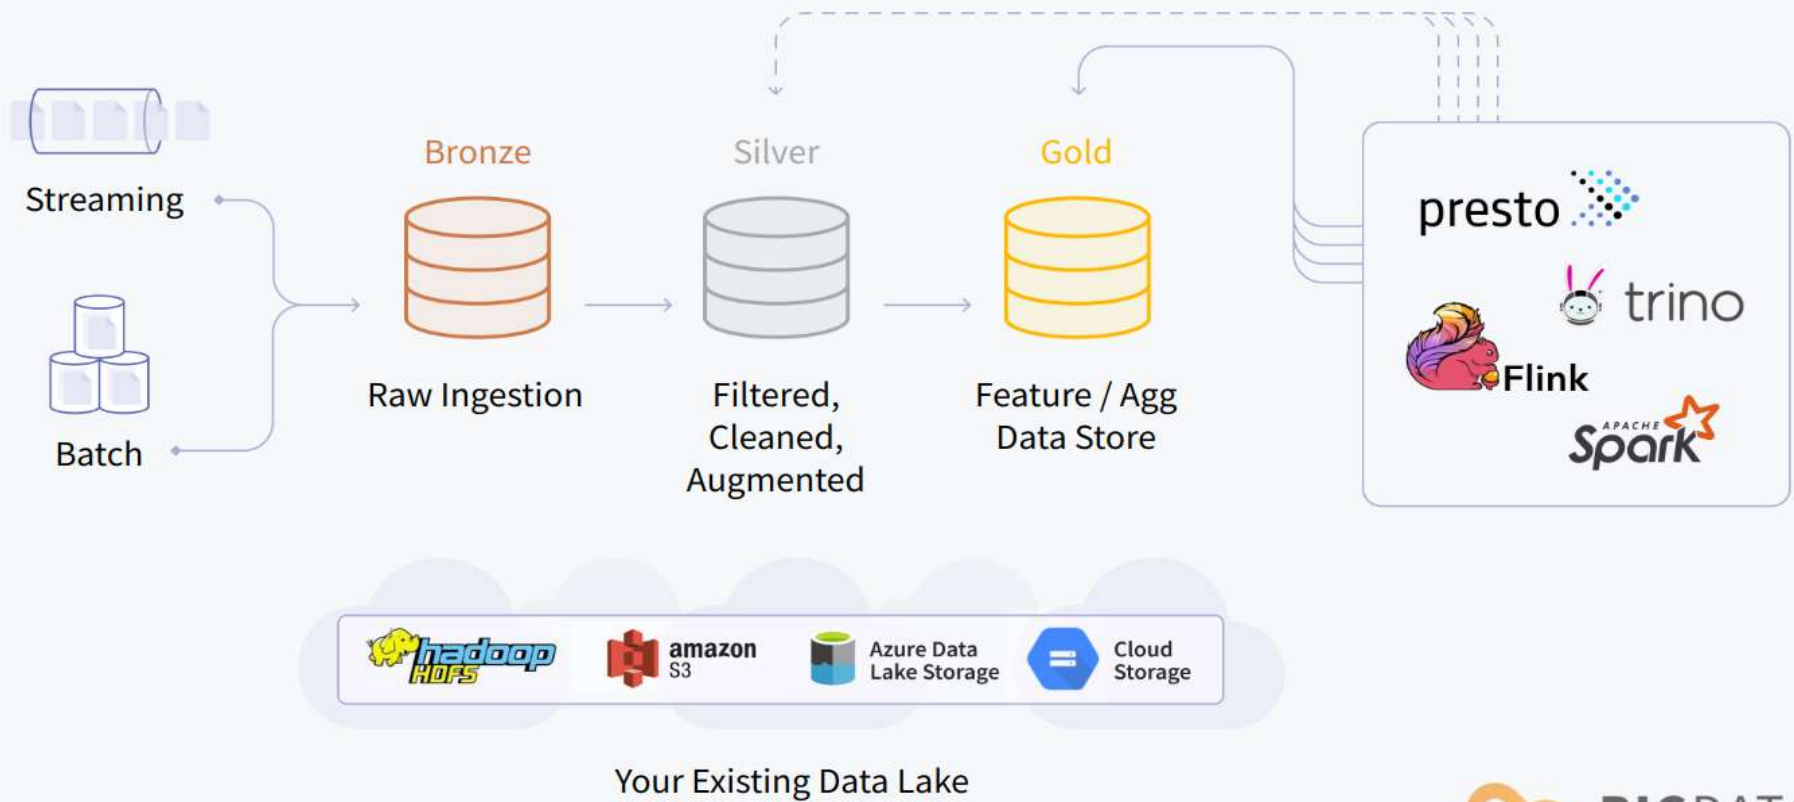 Streaming
Batch
Bronze
Raw Ingestion
Silver
Filtered,
Cleaned,
Augmented
Gold
Feature / Agg
Data Store
presto
trino
Flink
APACHE
Spark
hadoop
HDFS
amazon
S3
Azure Data
Lake Storage
Cloud
Storage
Your Existing Data Lake